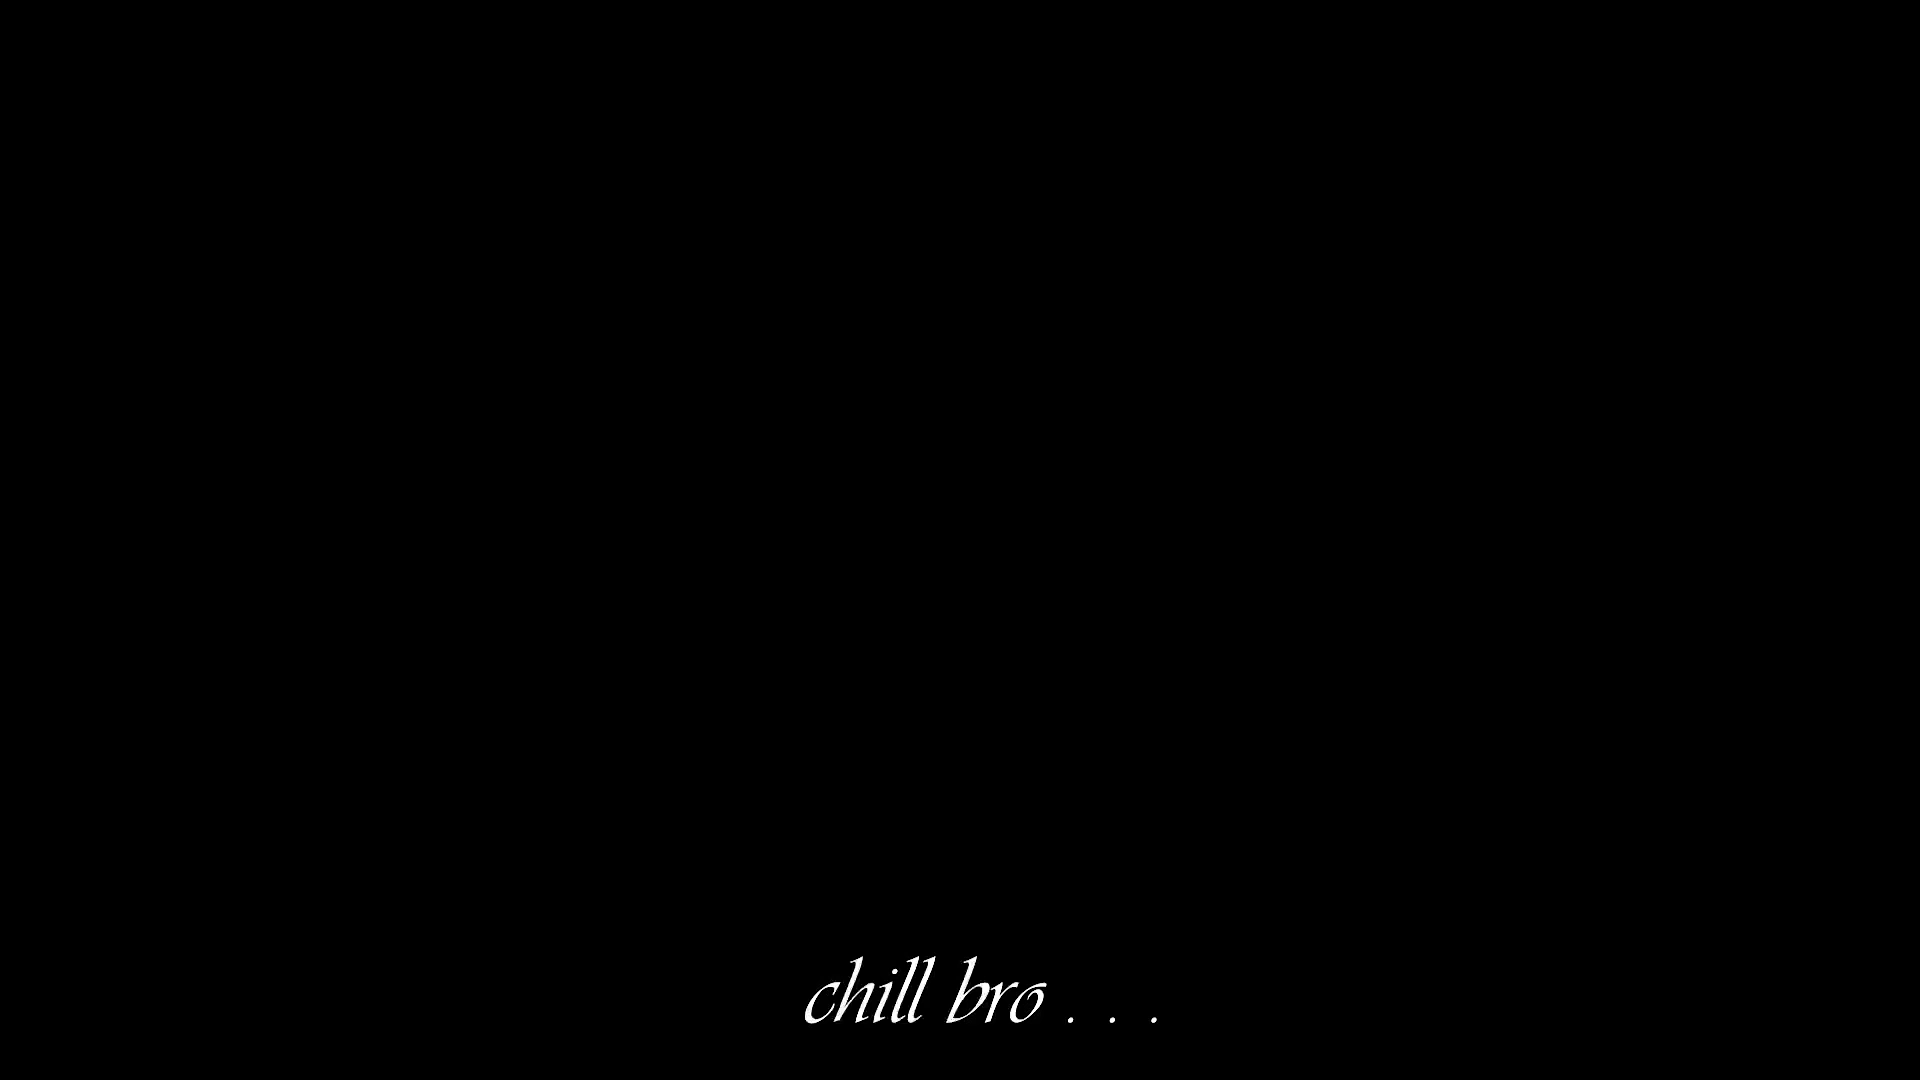 chill bro . . .